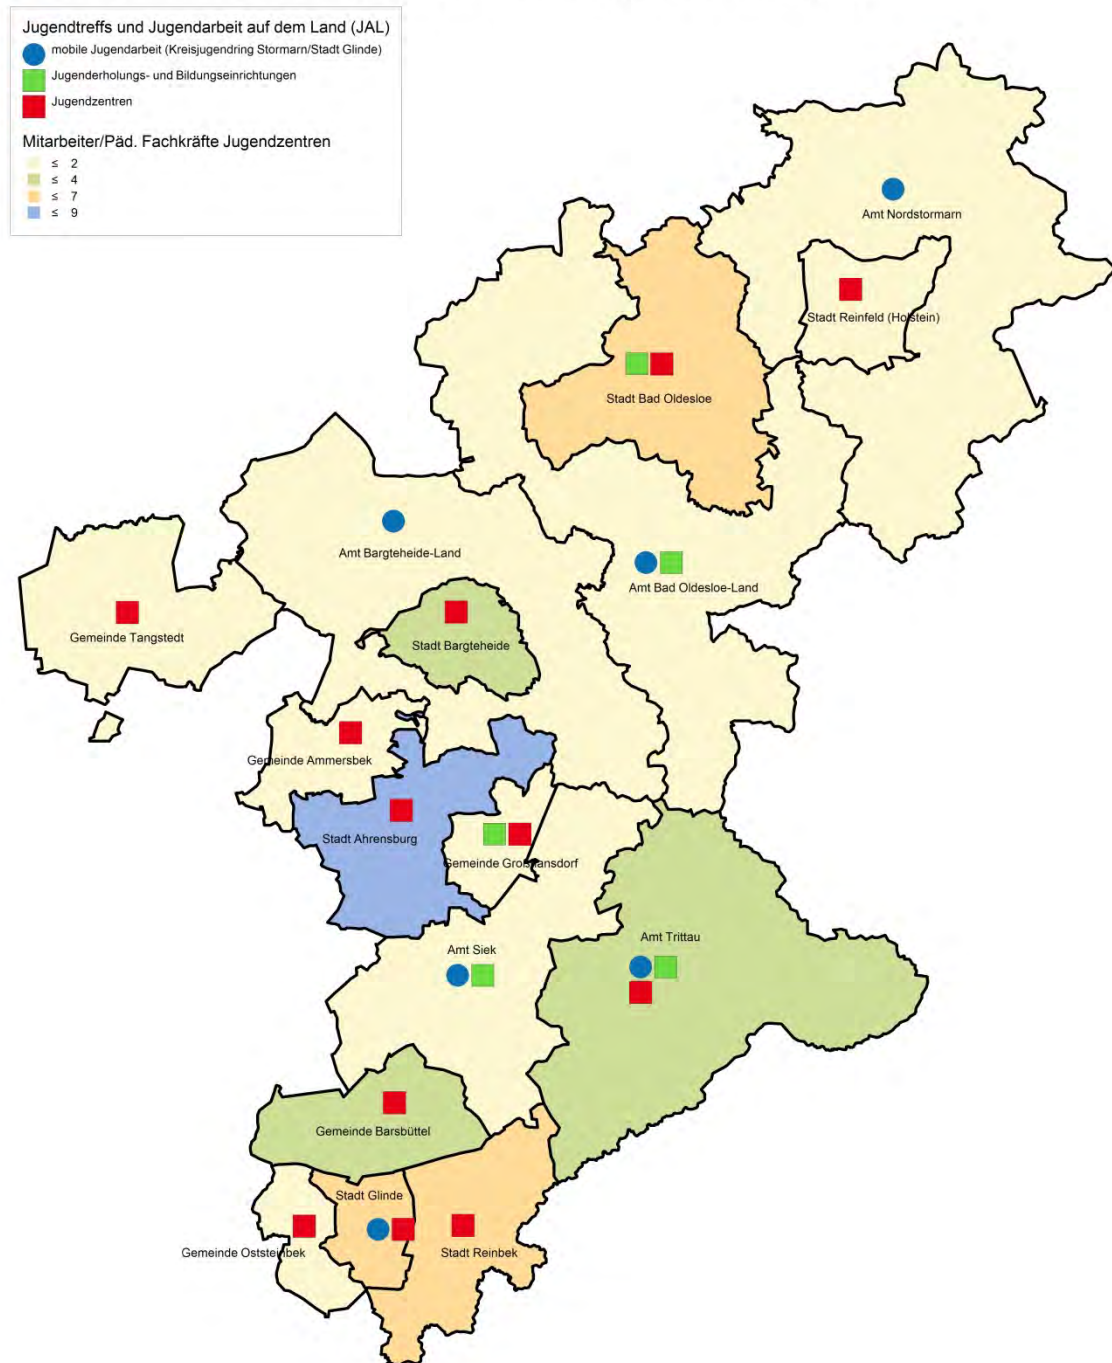 Jugendtreffs und Jugendarbeit auf dem Land (JAL)
mobile Jugendarbeit (Kreisjugendring Stormarn/Stadt Glinde)
Jugenderholungs- und Bildungseinrichtungen
Jugendzentren
Mitarbeiter/Päd. Fachkräfte Jugendzentren
≤ 2
≤ 4
≤ 7
≤ 9
Amt Nordstormarn
Stadt Reinfeld (Holstein)
Stadt Bad Oldesloe
Amt Bargteheide-Land
Amt Bad Oldesloe-Land
Gemeinde Tangstedt
Stadt Bargteheide
Gemeinde Ammersbek
Stadt Ahrensburg
Gemeinde Großhansdorf
Amt Siek
Amt Trittau
Gemeinde Barsbüttel
Stadt Glinde
Gemeinde Oststeinbek
Stadt Reinbek